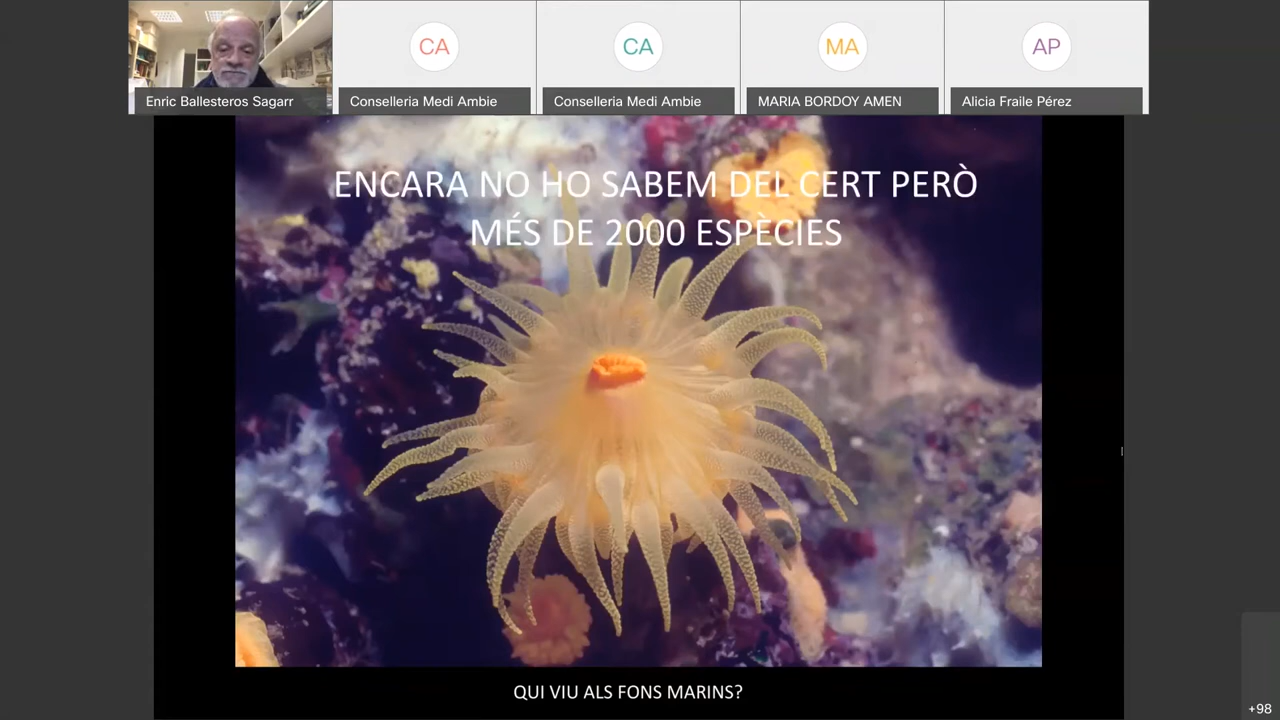 CA
CA
MA
AP
Enric Ballesteros Sagarr
Conselleria Medi Ambie
Conselleria Medi Ambie
MARIA BORDOY AMEN
Alicia Fraile Pérez
ENCARA NO HO SABEM DEL CERT PERÒ
MÉS DE 2000 ESPÈCIES
QUI VIU ALS FONS MARINS?
+98